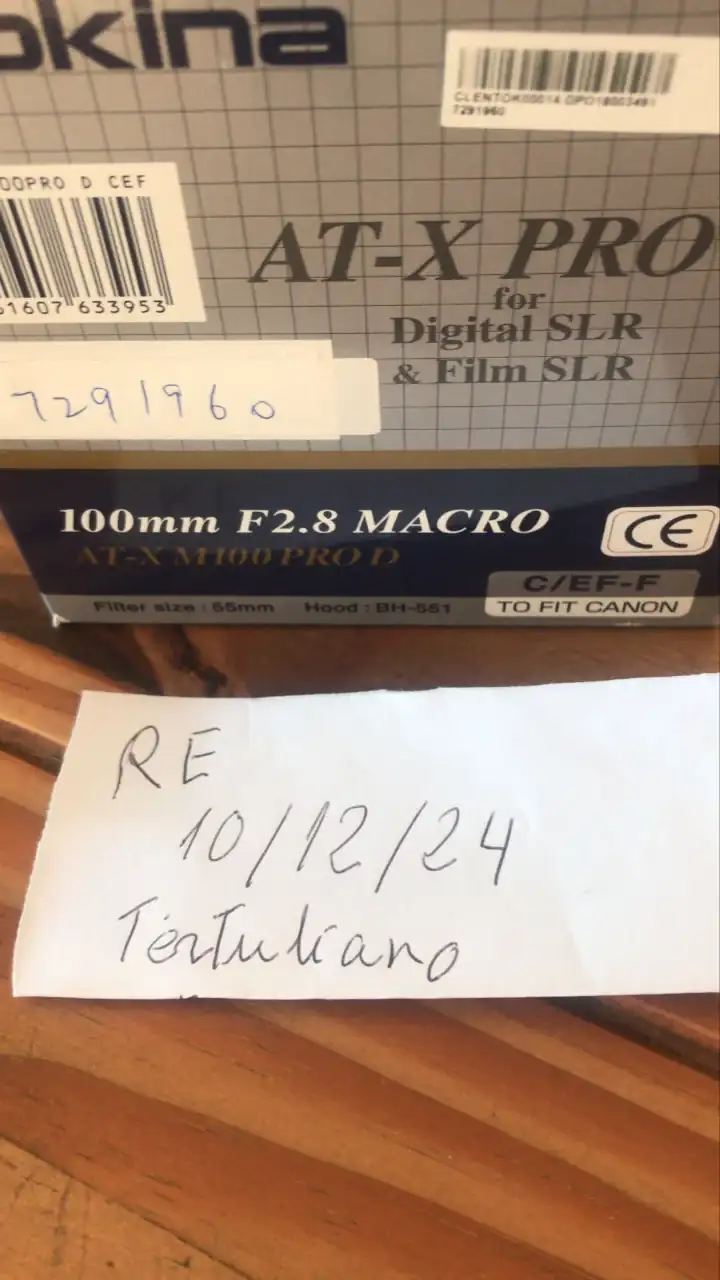 okina
CLENTOK00014 OPO18003491
7291960
00PRO D CEF
61607 633953
AT-X PRO
for
Digital SLR
& Film SLR
7291960
100mm F2.8 MACRO
CE
AT-X M100 PRO D
C/EF-F
Filter size : 55mm Hood : BH-551
TO FIT CANON
RE
10/12/24
Tertuliano